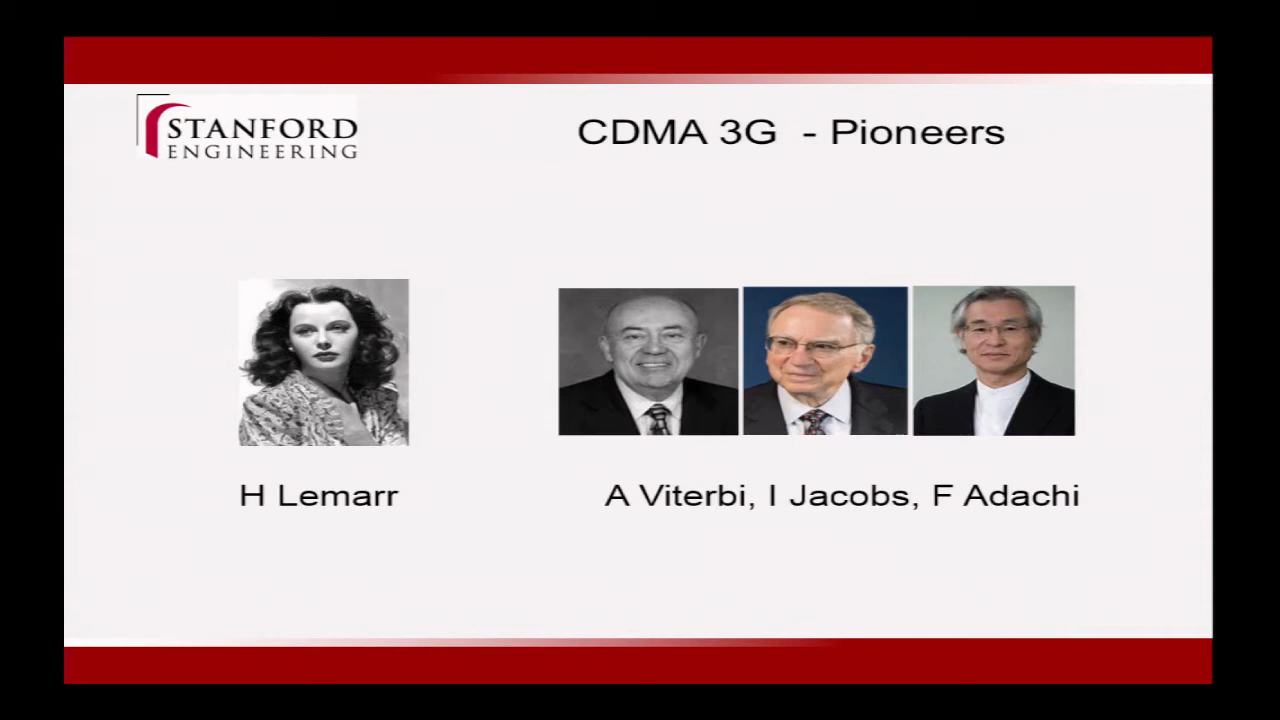 STANFORD
ENGINEERING
CDMA 3G - Pioneers
H Lemarr
A Viterbi, I Jacobs, F Adachi